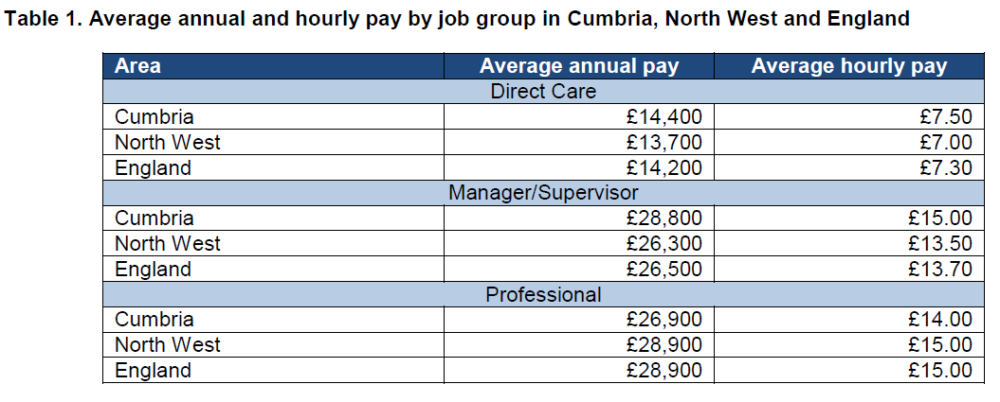 Table 1. Average annual and hourly pay by job group in Cumbria, North West and England
Area Average annual pay Average hourly pay
Direct Care
Cumbria £14,400 £7.50
North West £13,700 £7.00
England £14,200 £7.30
Manager/Supervisor
Cumbria £28,800 £15.00
North West £26,300 £13.50
England £26,500 £13.70
Professional
Cumbria £26,900 £14.00
North West £28,900 £15.00
England £28,900 £15.00